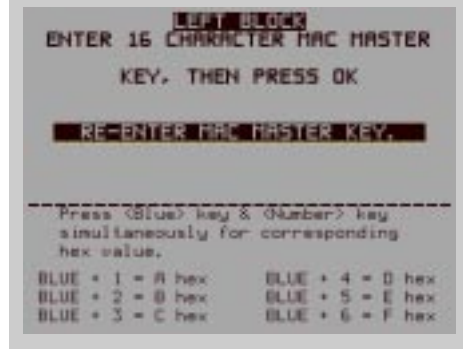 LEFT BLOCK
ENTER 16 CHARACTER MAC MASTER
KEY, THEN PRESS OK
RE-ENTER MAC MASTER KEY.
Press <Blue> key & <Number> key
simultaneously for corresponding
hex value.
BLUE + 1 = A hex BLUE + 4 = D hex
BLUE + 2 = B hex BLUE + 5 = E hex
BLUE + 3 = C hex BLUE + 6 = F hex